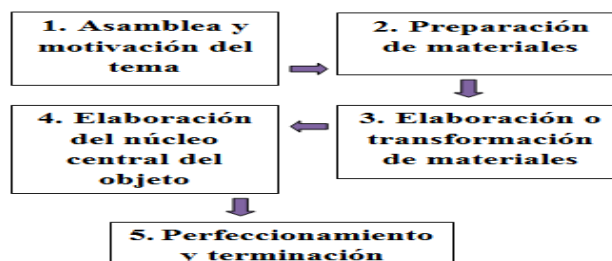 1. Asamblea y
motivación del
tema
2. Preparación
de materiales
3. Elaboración o
transformación
de materiales
4. Elaboración
del núcleo
central del
objeto
5. Perfeccionamiento
y terminación